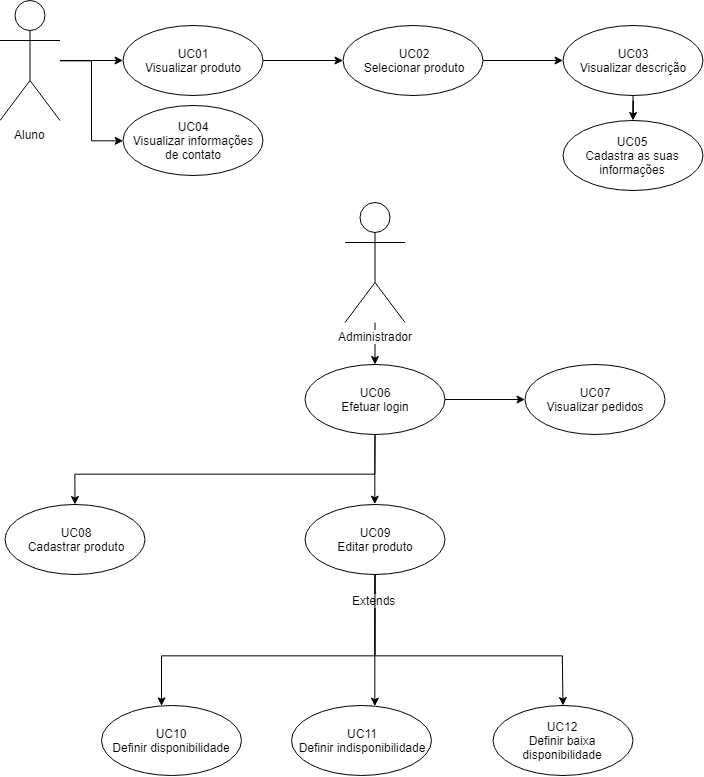 UC01
Visualizar produto
UC02
Selecionar produto
UC03
Visualizar descrição
Aluno
UC04
Visualizar informações
de contato
UC05
Cadastra as suas
informações
Administrador
UC06
Efetuar login
UC07
Visualizar pedidos
UC08
Cadastrar produto
UC09
Editar produto
Extends
UC10
Definir disponibilidade
UC11
Definir indisponibilidade
UC12
Definir baixa
disponibilidade